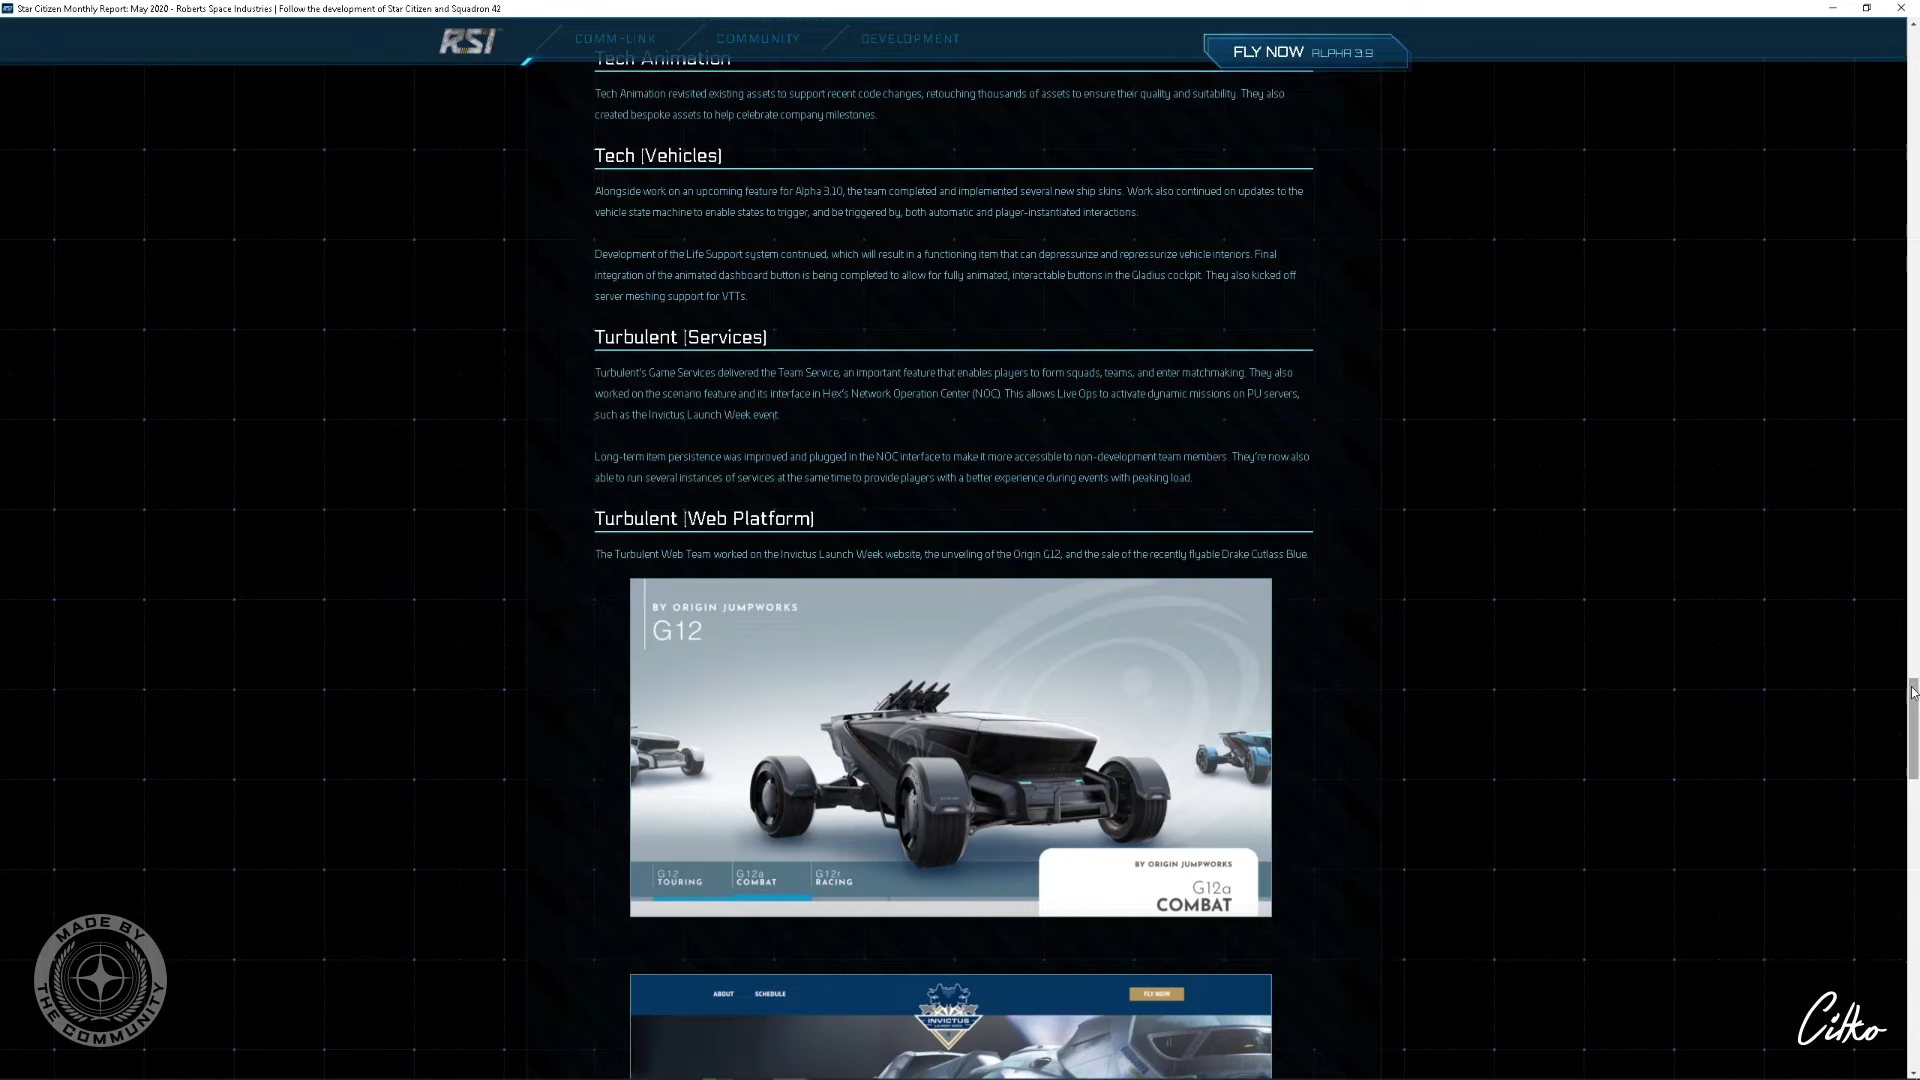 Star Citizen Monthly Report: May 2020 - Roberts Space Industries | Follow the development of Star Citizen and Squadron 42
RSI
COMM-LINK
COMMUNITY
DEVELOPMENT
FLY NOW ALPHA 3.9
Tech Animation
Tech Animation revisited existing assets to support recent code changes, retouching thousands of assets to ensure their quality and suitability. They also
created bespoke assets to help celebrate company milestones.
Tech (Vehicles)
Alongside work on an upcoming feature for Alpha 3.10, the team completed and implemented several new ship skins. Work also continued on updates to the
vehicle state machine to enable states to trigger, and be triggered by, both automatic and player-instantiated interactions.
Development of the Life Support system continued, which will result in a functioning item that can depressurize and repressurize vehicle interiors. Final
integration of the animated dashboard button is being completed to allow for fully animated, interactable buttons in the Gladius cockpit. They also kicked off
server meshing support for VTTs.
Turbulent (Services)
Turbulent's Game Services delivered the Team Service, an important feature that enables players to form squads, teams, and enter matchmaking. They also
worked on the scenario feature and its interface in Hex's Network Operation Center (NOC). This allows Live Ops to activate dynamic missions on PU servers,
such as the Invictus Launch Week event.
Long-term item persistence was improved and plugged in the NOC interface to make it more accessible to non-development team members. They're now also
able to run several instances of services at the same time to provide players with a better experience during events with peaking load.
Turbulent (Web Platform)
The Turbulent Web Team worked on the Invictus Launch Week website, the unveiling of the Origin G12, and the sale of the recently flyable Drake Cutlass Blue.
BY ORIGIN JUMPWORKS
G12
G12
TOURING
G12a
COMBAT
G12r
RACING
BY ORIGIN JUMPWORKS
G12a
COMBAT
ABOUT
SCHEDULE
INVICTUS
LAUNCH WEEK
FLY NOW
MADE BY
THE COMMUNITY
Citko